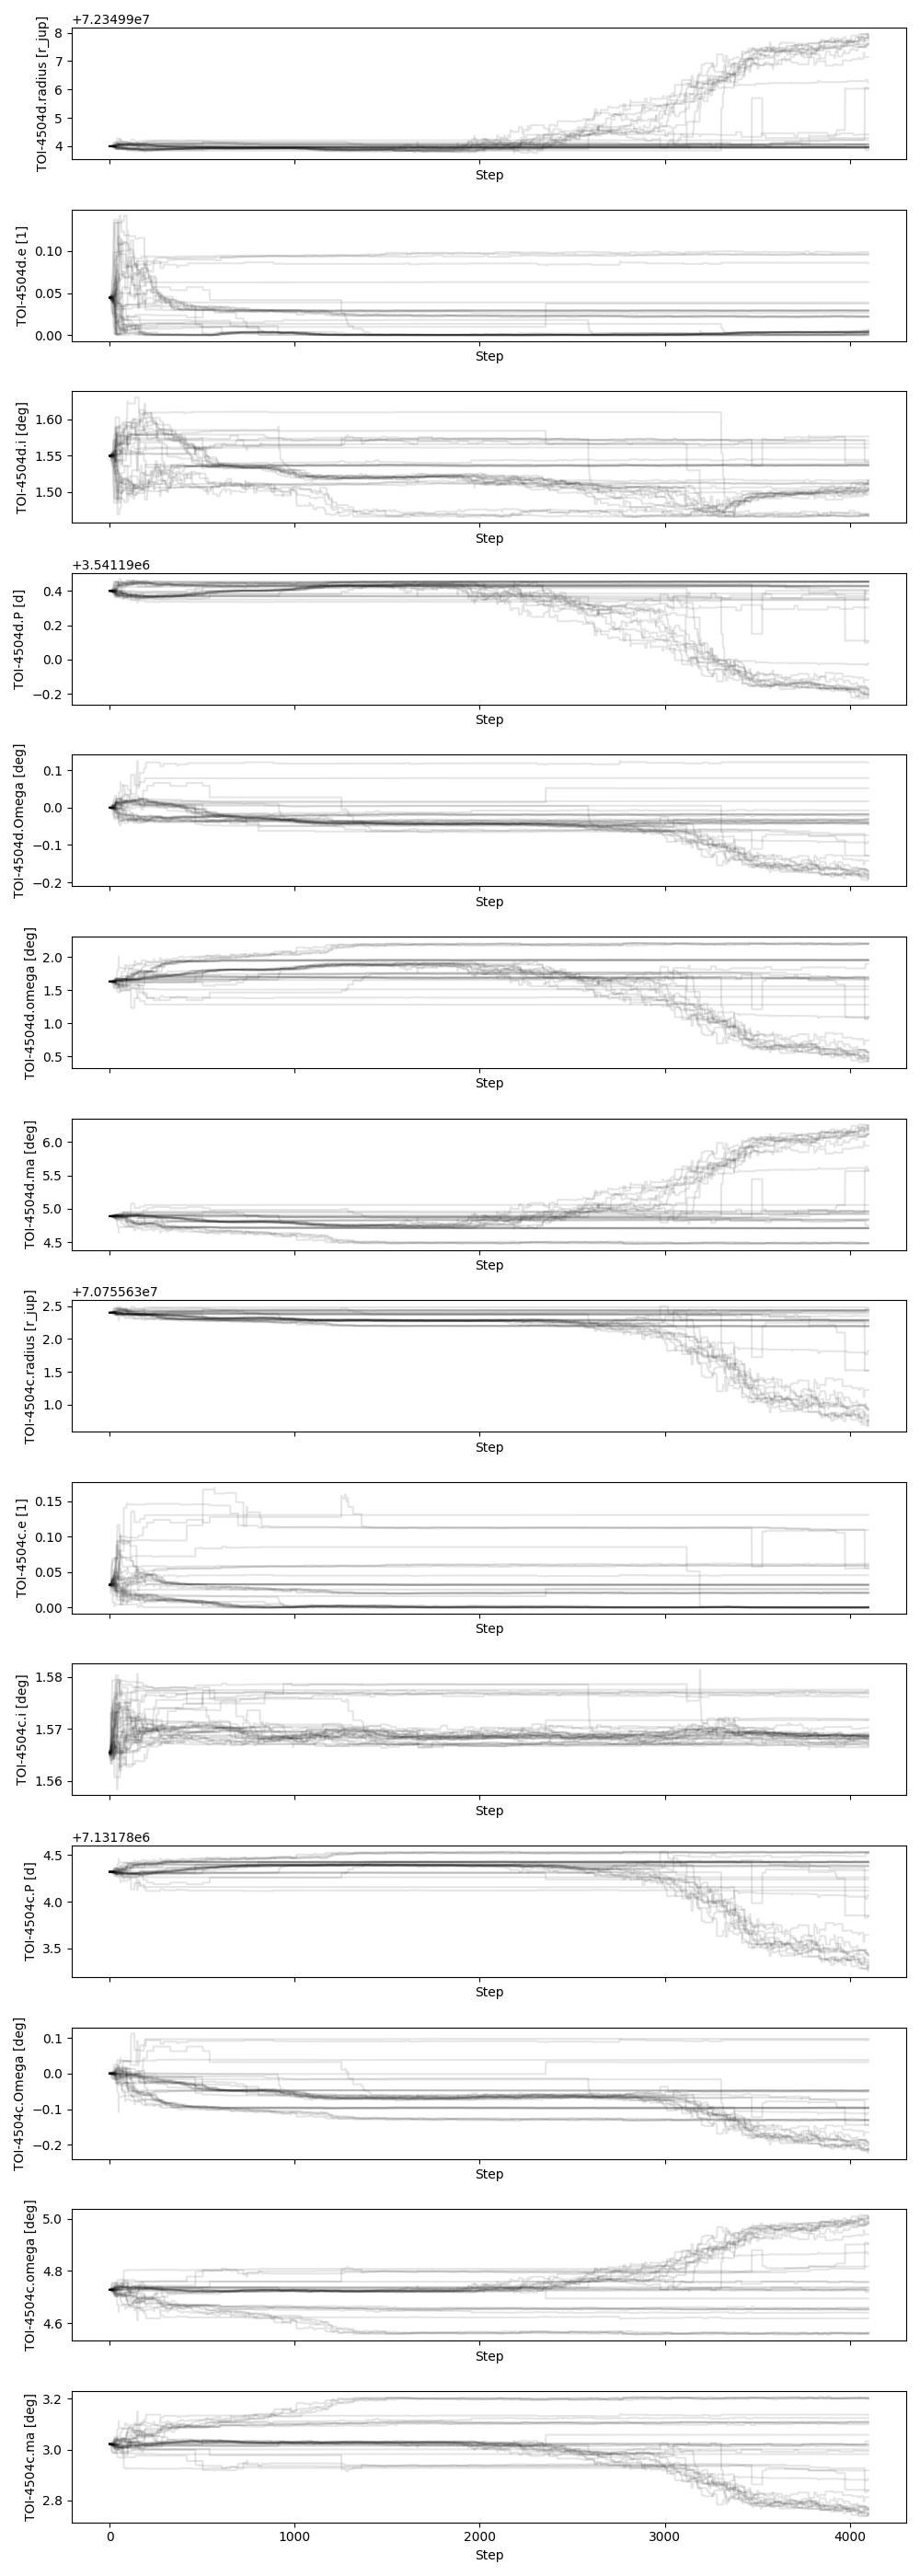 +7.23499e7
TOI-4504d.radius [r_jup]
8
7
6
5
4
Step
TOI-4504d.e [1]
0.10
0.05
0.00
Step
TOI-4504d.i [deg]
1.60
1.55
1.50
Step
+3.54119e6
TOI-4504d.P [d]
0.4
0.2
0.0
−0.2
Step
TOI-4504d.Omega [deg]
0.1
0.0
−0.1
−0.2
Step
TOI-4504d.omega [deg]
2.0
1.5
1.0
0.5
Step
TOI-4504d.ma [deg]
6.0
5.5
5.0
4.5
Step
+7.075563e7
TOI-4504c.radius [r_jup]
2.5
2.0
1.5
1.0
Step
TOI-4504c.e [1]
0.15
0.10
0.05
0.00
Step
TOI-4504c.i [deg]
1.58
1.57
1.56
Step
+7.13178e6
TOI-4504c.P [d]
4.5
4.0
3.5
Step
TOI-4504c.Omega [deg]
0.1
0.0
−0.1
−0.2
Step
TOI-4504c.omega [deg]
5.0
4.8
4.6
Step
TOI-4504c.ma [deg]
3.2
3.0
2.8
0 1000 2000 3000 4000
Step